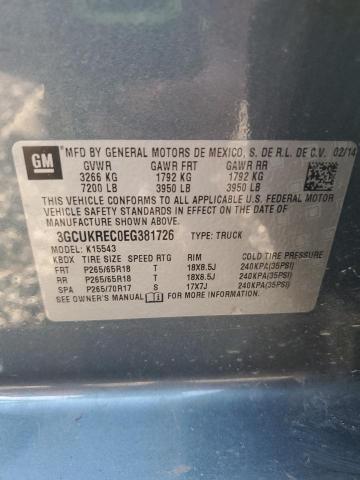 GM
MFD BY GENERAL MOTORS DE MEXICO, S. DE R.L. DE C.V. 02/14
GVWR GAWR FRT GAWR RR
3266 KG 1792 KG 1792 KG
7200 LB 3950 LB 3950 LB
THIS VEHICLE CONFORMS TO ALL APPLICABLE U.S. FEDERAL MOTOR
VEHICLE SAFETY STANDARDS IN EFFECT ON THE DATE OF
MANUFACTURE SHOWN ABOVE.
3GCUKREC0EG381726 TYPE: TRUCK
MODEL: K15543
KBDX TIRE SIZE SPEED RTG RIM COLD TIRE PRESSURE
FRT P265/65R18 T 18X8.5J 240KPA(35PSI)
RR P265/65R18 T 18X8.5J 240KPA(35PSI)
SPA P265/70R17 S 17X7J 240KPA(35PSI)
SEE OWNER'S MANUAL FOR MORE INFORMATION.